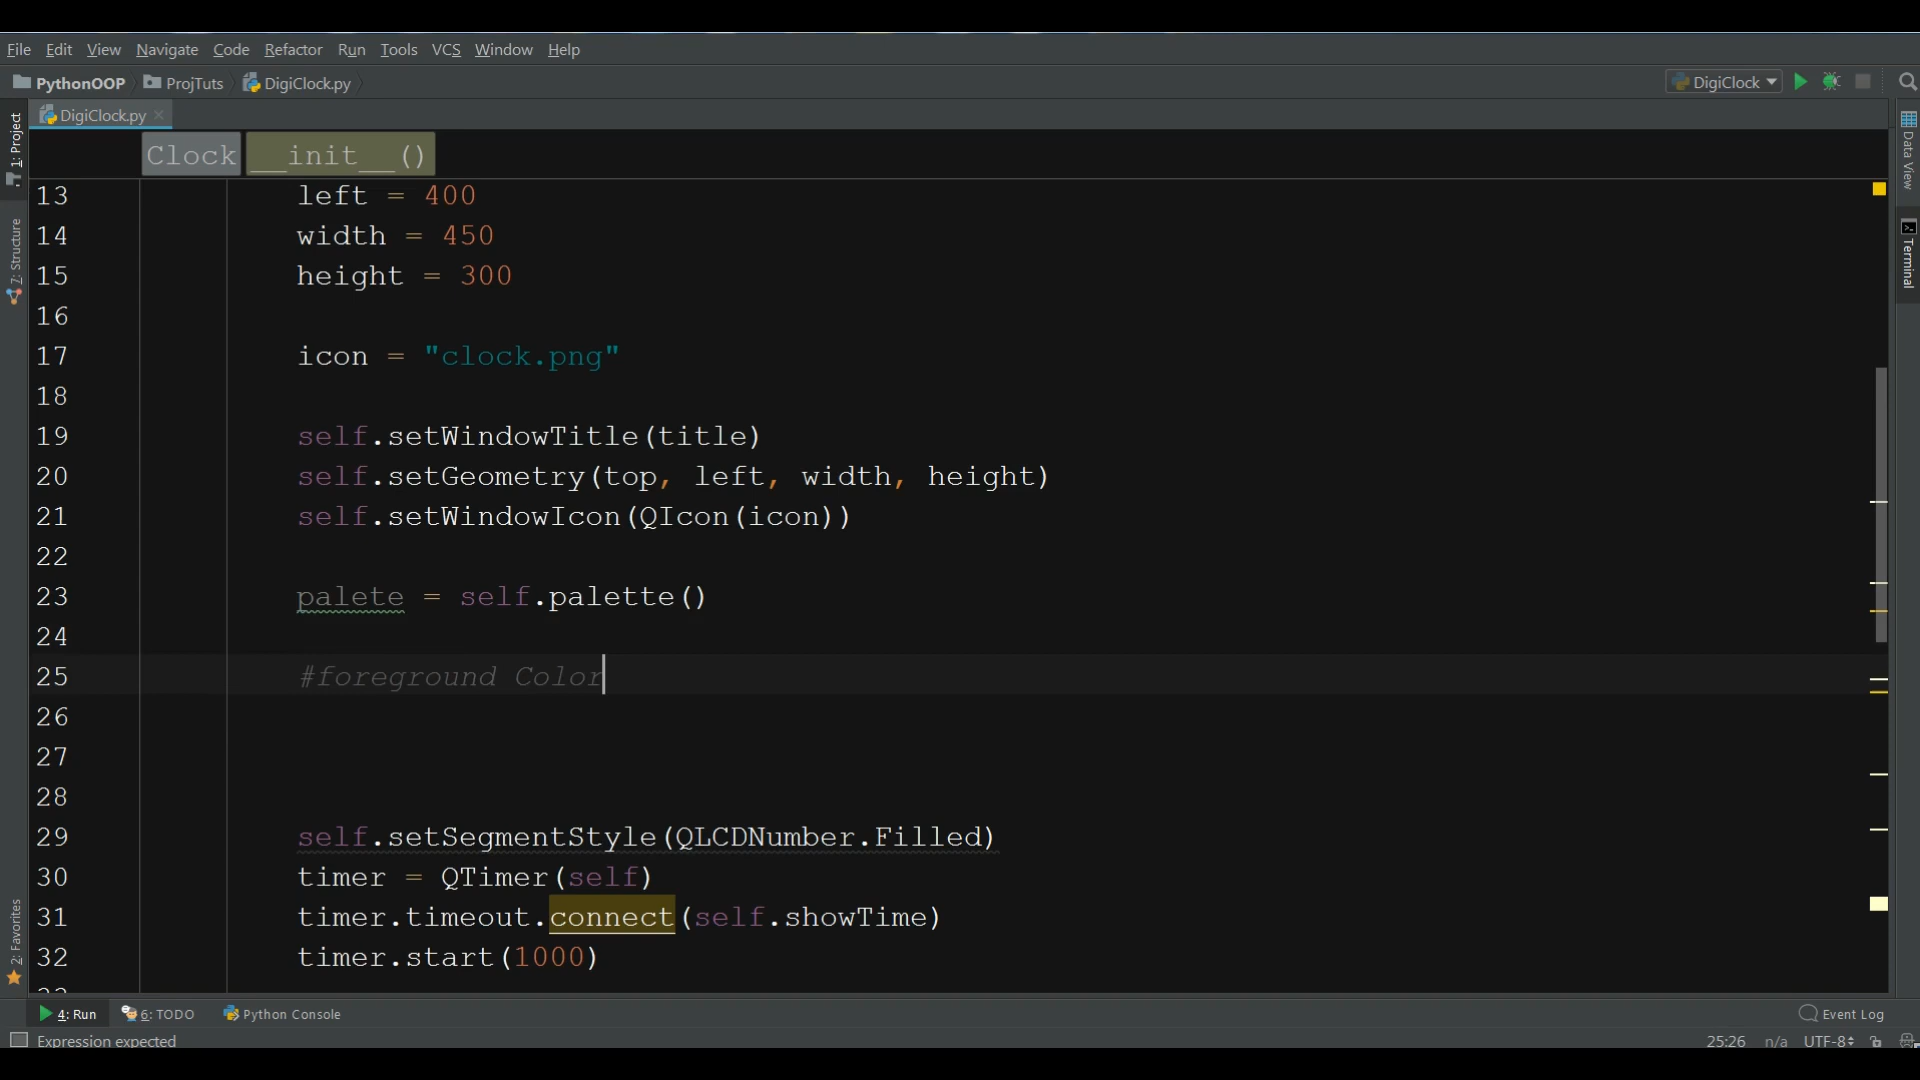 File Edit View Navigate Code Refactor Run Tools VCS Window Help
PythonOOP ProjTuts DigiClock.py DigiClock
DigiClock.py
Clock __init__()
13 left = 400
14 width = 450
15 height = 300
16
17 icon = "clock.png"
18
19 self.setWindowTitle(title)
20 self.setGeometry(top, left, width, height)
21 self.setWindowIcon(QIcon(icon))
22
23 palete = self.palette()
24
25 #foreground Color
26
27
28
29 self.setSegmentStyle(QLCDNumber.Filled)
30 timer = QTimer(self)
31 timer.timeout.connect(self.showTime)
32 timer.start(1000)
1: Project
7: Structure
2: Favorites
Data View
Terminal
4: Run 6: TODO Python Console Event Log
Expression expected 25:26 n/a UTF-8